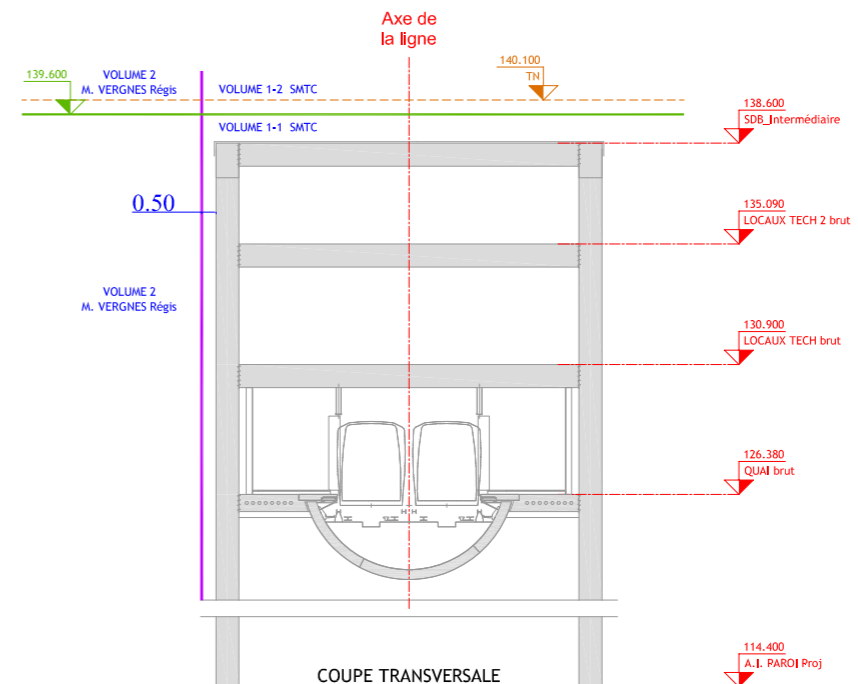 Axe de
la ligne
139.600
VOLUME 2
M. VERGNES Régis
VOLUME 1-2 SMTC
140.100
TN
VOLUME 1-1 SMTC
138.600
SDB_Intermédiaire
0.50
135.090
LOCAUX TECH 2 brut
VOLUME 2
M. VERGNES Régis
130.900
LOCAUX TECH brut
126.380
QUAI brut
114.400
A.I. PAROI Proj
COUPE TRANSVERSALE